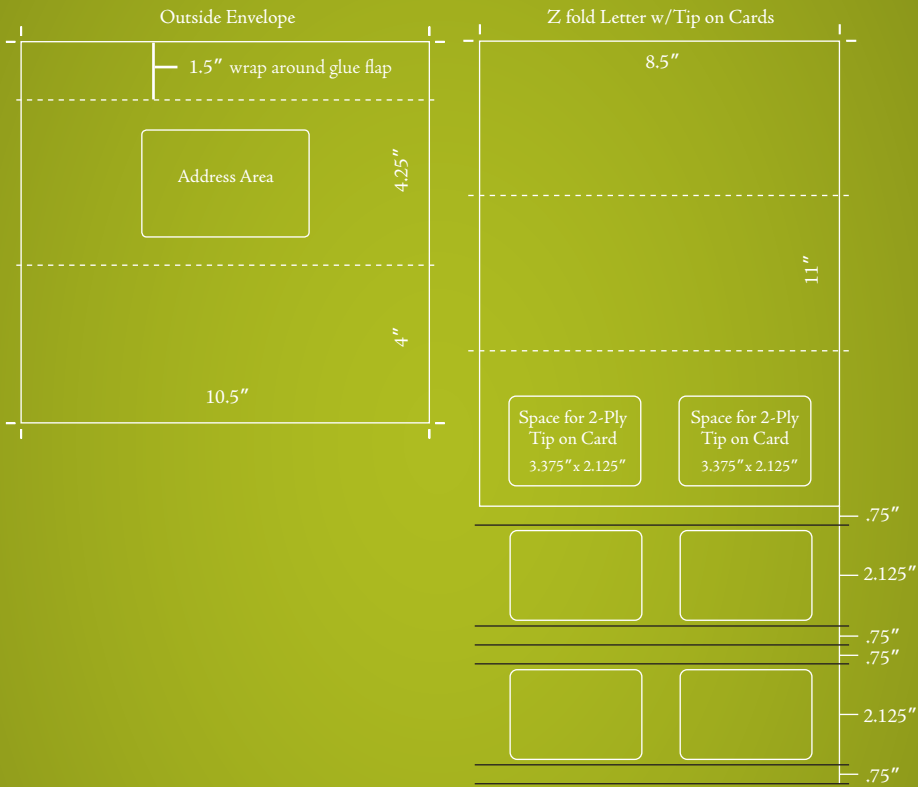 Outside Envelope
1.5″ wrap around glue flap
Address Area
4.25″
4″
10.5″
Z fold Letter w/Tip on Cards
8.5″
11″
Space for 2-Ply
Tip on Card
3.375″x 2.125″
Space for 2-Ply
Tip on Card
3.375″x 2.125″
.75″
2.125″
.75″
.75″
2.125″
.75″